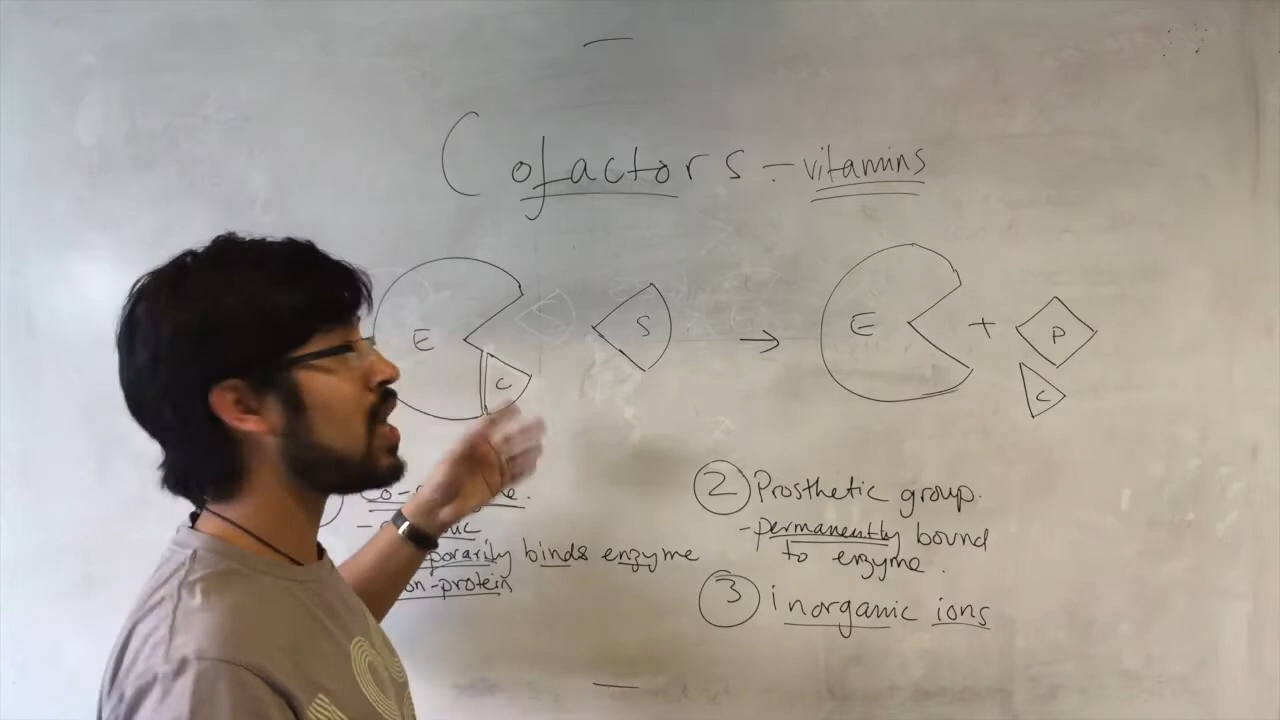 Cofactors - vitamins
E C S → E + P
C
② Prosthetic group.
- permanently bound
to enzyme.
binds enzyme
③ inorganic ions